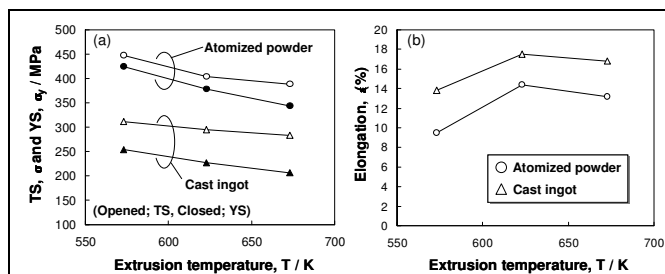 (a)
Atomized powder
Cast ingot
(Opened; TS, Closed; YS)
TS, σ and YS, σy / MPa
500
450
400
350
300
250
200
150
100
550
600
650
700
Extrusion temperature, T / K
(b)
Elongation, ε(%)
20
18
16
14
12
10
8
6
4
2
0
Atomized powder
Cast ingot
550
600
650
700
Extrusion temperature, T / K